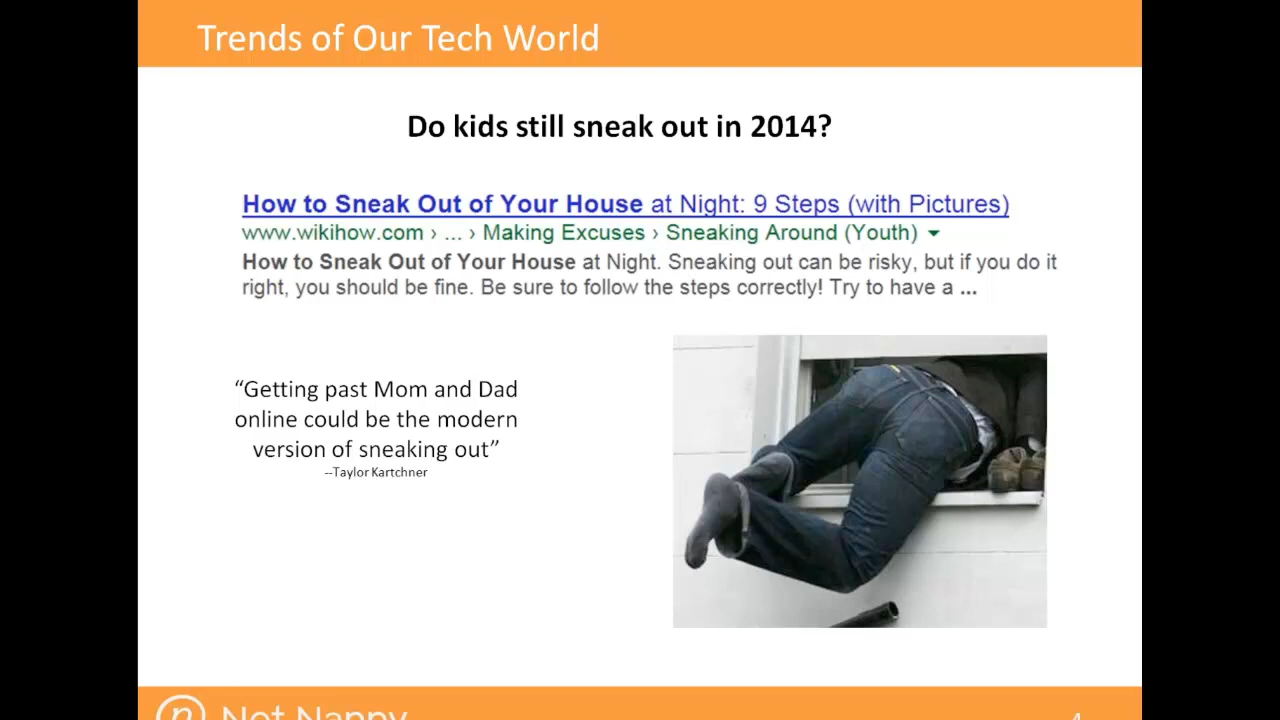 Trends of Our Tech World
Do kids still sneak out in 2014?
How to Sneak Out of Your House at Night: 9 Steps (with Pictures)
www.wikihow.com › ... › Making Excuses › Sneaking Around (Youth) ▾
How to Sneak Out of Your House at Night. Sneaking out can be risky, but if you do it
right, you should be fine. Be sure to follow the steps correctly! Try to have a ...
“Getting past Mom and Dad
online could be the modern
version of sneaking out”
--Taylor Kartchner
n Net Nanny
4